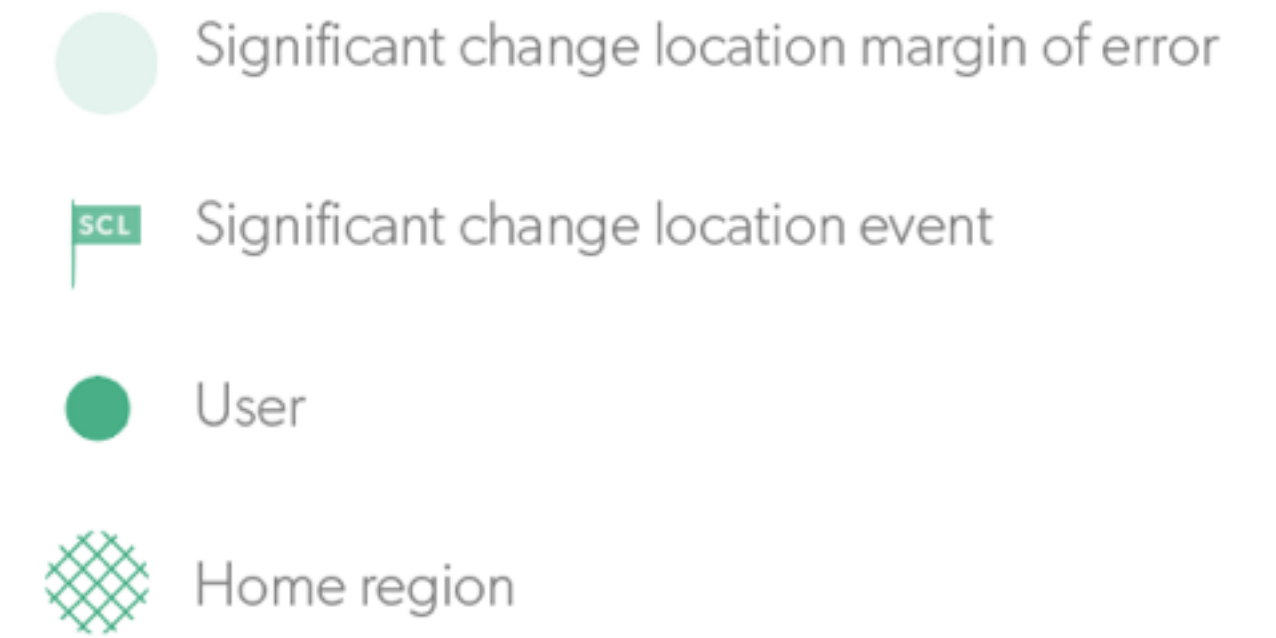 Significant change location margin of error
SCL
Significant change location event
User
Home region